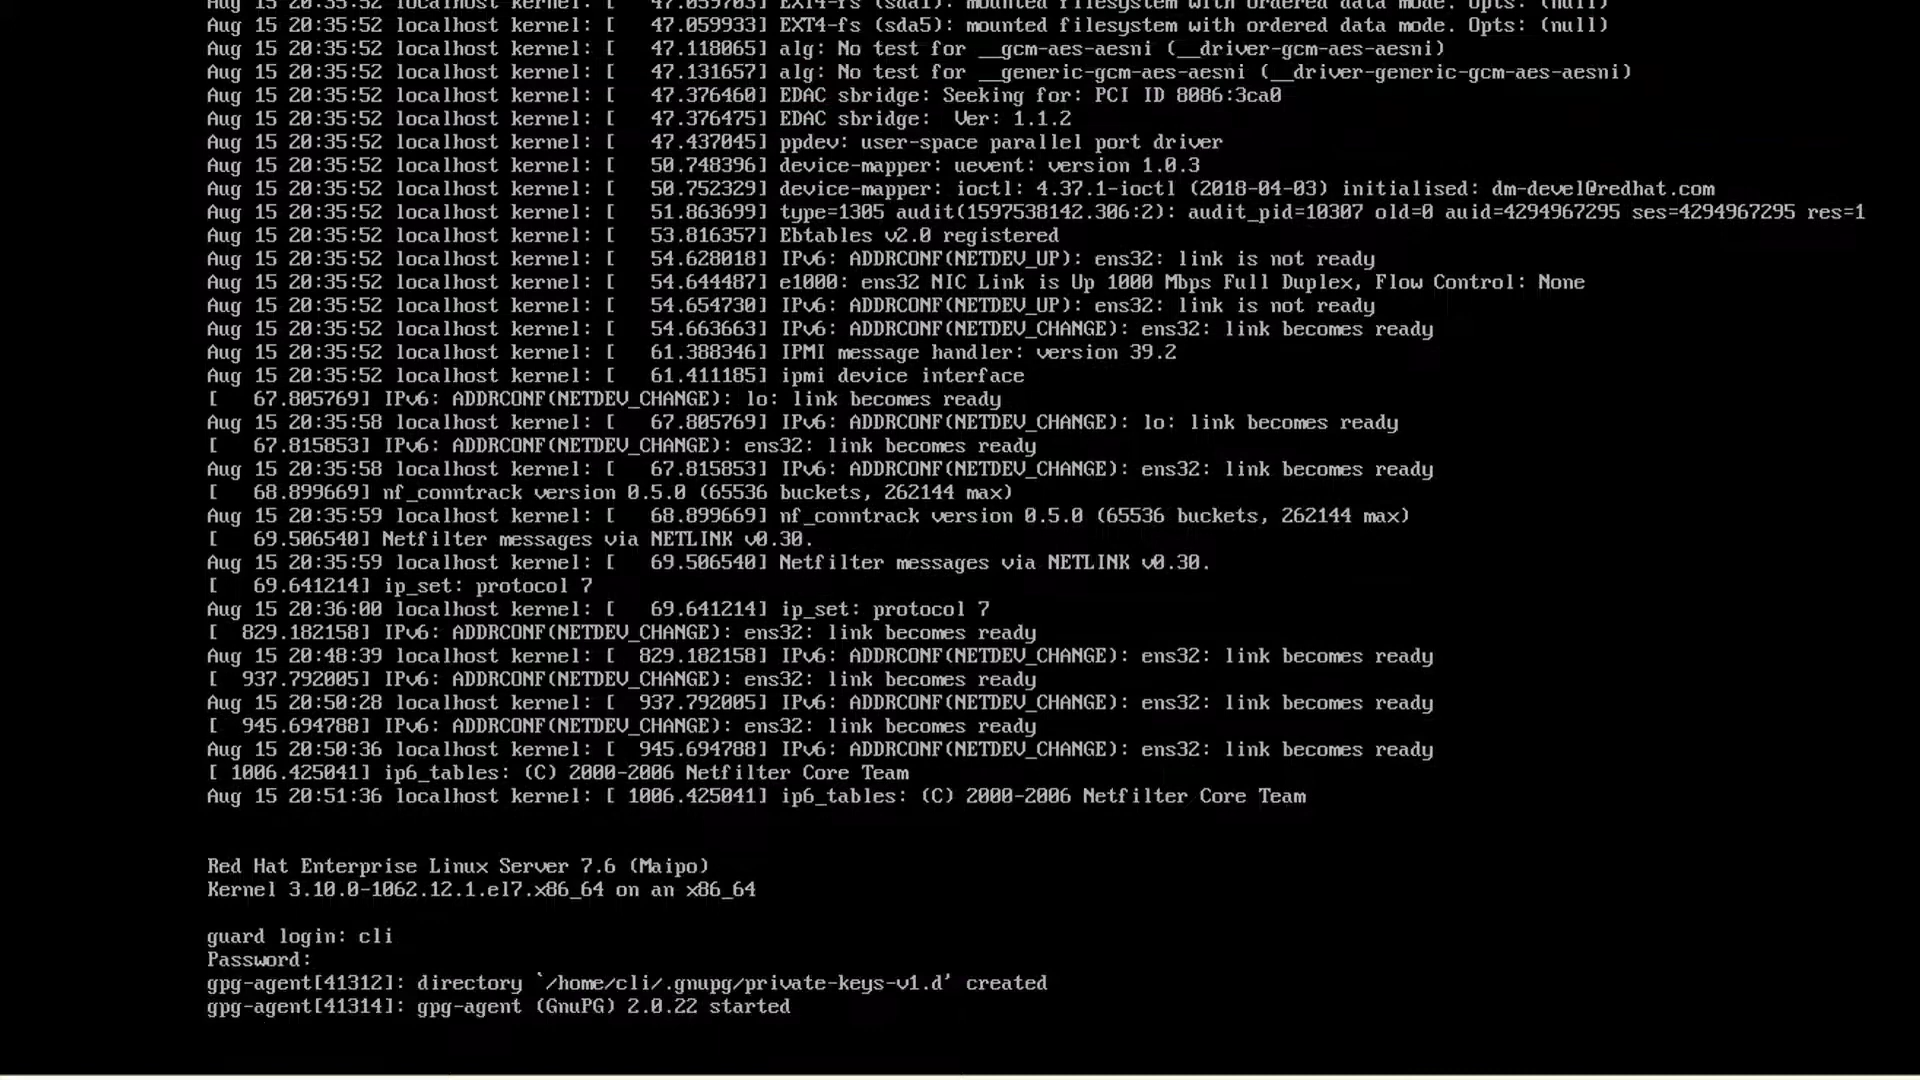 Aug 15 20:35:52 localhost kernel: [   47.059703] EXT4-fs (sda1): mounted filesystem with ordered data mode. Opts: (null)
Aug 15 20:35:52 localhost kernel: [   47.059933] EXT4-fs (sda5): mounted filesystem with ordered data mode. Opts: (null)
Aug 15 20:35:52 localhost kernel: [   47.118065] alg: No test for __gcm-aes-aesni (__driver-gcm-aes-aesni)
Aug 15 20:35:52 localhost kernel: [   47.131657] alg: No test for __generic-gcm-aes-aesni (__driver-generic-gcm-aes-aesni)
Aug 15 20:35:52 localhost kernel: [   47.376460] EDAC sbridge: Seeking for: PCI ID 8086:3ca0
Aug 15 20:35:52 localhost kernel: [   47.376475] EDAC sbridge:  Ver: 1.1.2
Aug 15 20:35:52 localhost kernel: [   47.437045] ppdev: user-space parallel port driver
Aug 15 20:35:52 localhost kernel: [   50.748396] device-mapper: uevent: version 1.0.3
Aug 15 20:35:52 localhost kernel: [   50.752329] device-mapper: ioctl: 4.37.1-ioctl (2018-04-03) initialised: dm-devel@redhat.com
Aug 15 20:35:52 localhost kernel: [   51.863699] type=1305 audit(1597538142.306:2): audit_pid=10307 old=0 auid=4294967295 ses=4294967295 res=1
Aug 15 20:35:52 localhost kernel: [   53.816357] Ebtables v2.0 registered
Aug 15 20:35:52 localhost kernel: [   54.628018] IPv6: ADDRCONF(NETDEV_UP): ens32: link is not ready
Aug 15 20:35:52 localhost kernel: [   54.644487] e1000: ens32 NIC Link is Up 1000 Mbps Full Duplex, Flow Control: None
Aug 15 20:35:52 localhost kernel: [   54.654730] IPv6: ADDRCONF(NETDEV_UP): ens32: link is not ready
Aug 15 20:35:52 localhost kernel: [   54.663663] IPv6: ADDRCONF(NETDEV_CHANGE): ens32: link becomes ready
Aug 15 20:35:52 localhost kernel: [   61.388346] IPMI message handler: version 39.2
Aug 15 20:35:52 localhost kernel: [   61.411185] ipmi device interface
[   67.805769] IPv6: ADDRCONF(NETDEV_CHANGE): lo: link becomes ready
Aug 15 20:35:58 localhost kernel: [   67.805769] IPv6: ADDRCONF(NETDEV_CHANGE): lo: link becomes ready
[   67.815853] IPv6: ADDRCONF(NETDEV_CHANGE): ens32: link becomes ready
Aug 15 20:35:58 localhost kernel: [   67.815853] IPv6: ADDRCONF(NETDEV_CHANGE): ens32: link becomes ready
[   68.899669] nf_conntrack version 0.5.0 (65536 buckets, 262144 max)
Aug 15 20:35:59 localhost kernel: [   68.899669] nf_conntrack version 0.5.0 (65536 buckets, 262144 max)
[   69.506540] Netfilter messages via NETLINK v0.30.
Aug 15 20:35:59 localhost kernel: [   69.506540] Netfilter messages via NETLINK v0.30.
[   69.641214] ip_set: protocol 7
Aug 15 20:36:00 localhost kernel: [   69.641214] ip_set: protocol 7
[  829.182158] IPv6: ADDRCONF(NETDEV_CHANGE): ens32: link becomes ready
Aug 15 20:48:39 localhost kernel: [  829.182158] IPv6: ADDRCONF(NETDEV_CHANGE): ens32: link becomes ready
[  937.792005] IPv6: ADDRCONF(NETDEV_CHANGE): ens32: link becomes ready
Aug 15 20:50:28 localhost kernel: [  937.792005] IPv6: ADDRCONF(NETDEV_CHANGE): ens32: link becomes ready
[  945.694788] IPv6: ADDRCONF(NETDEV_CHANGE): ens32: link becomes ready
Aug 15 20:50:36 localhost kernel: [  945.694788] IPv6: ADDRCONF(NETDEV_CHANGE): ens32: link becomes ready
[ 1006.425041] ip6_tables: (C) 2000-2006 Netfilter Core Team
Aug 15 20:51:36 localhost kernel: [ 1006.425041] ip6_tables: (C) 2000-2006 Netfilter Core Team
Red Hat Enterprise Linux Server 7.6 (Maipo)
Kernel 3.10.0-1062.12.1.el7.x86_64 on an x86_64
guard login: cli
Password:
gpg-agent[41312]: directory `/home/cli/.gnupg/private-keys-v1.d' created
gpg-agent[41314]: gpg-agent (GnuPG) 2.0.22 started